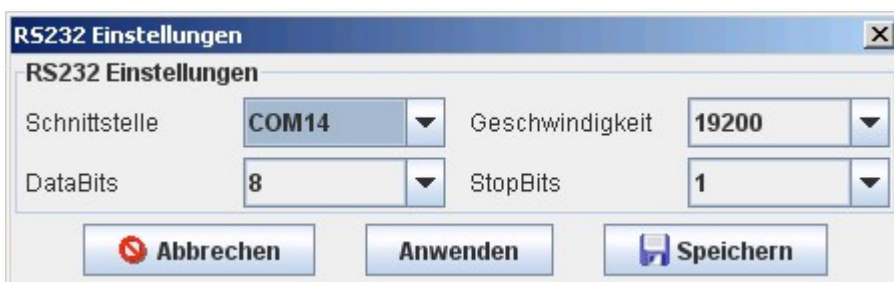 RS232 Einstellungen
RS232 Einstellungen
Schnittstelle COM14 Geschwindigkeit 19200
DataBits 8 StopBits 1
Abbrechen Anwenden Speichern